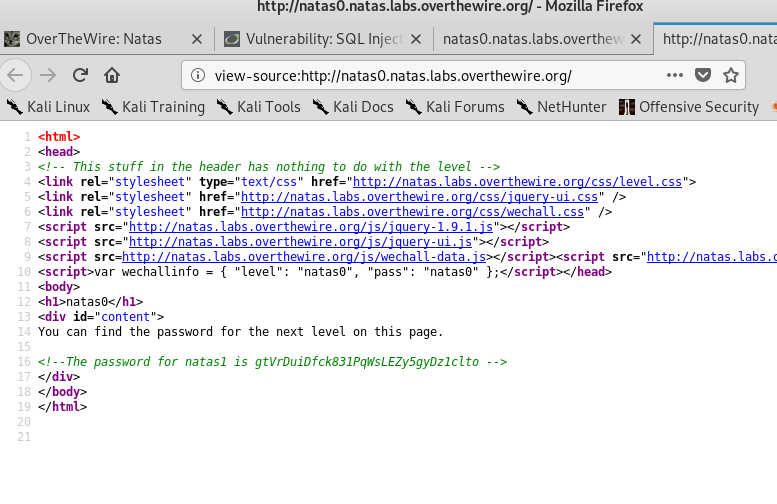 http://natas0.natas.labs.overthewire.org/ - Mozilla Firefox
OverTheWire: Natas × Vulnerability: SQL Inject × natas0.natas.labs.overthew × http://natas0.nata
view-source:http://natas0.natas.labs.overthewire.org/
Kali Linux Kali Training Kali Tools Kali Docs Kali Forums NetHunter Offensive Security
1 <html>
2 <head>
3 <!-- This stuff in the header has nothing to do with the level -->
4 <link rel="stylesheet" type="text/css" href="http://natas.labs.overthewire.org/css/level.css">
5 <link rel="stylesheet" href="http://natas.labs.overthewire.org/css/jquery-ui.css" />
6 <link rel="stylesheet" href="http://natas.labs.overthewire.org/css/wechall.css" />
7 <script src="http://natas.labs.overthewire.org/js/jquery-1.9.1.js"></script>
8 <script src="http://natas.labs.overthewire.org/js/jquery-ui.js"></script>
9 <script src=http://natas.labs.overthewire.org/js/wechall-data.js></script><script src="http://natas.labs.o
10 <script>var wechallinfo = { "level": "natas0", "pass": "natas0" };</script></head>
11 <body>
12 <h1>natas0</h1>
13 <div id="content">
14 You can find the password for the next level on this page.
15
16 <!--The password for natas1 is gtVrDuiDfck831PqWsLEZy5gyDz1clto -->
17 </div>
18 </body>
19 </html>
20
21